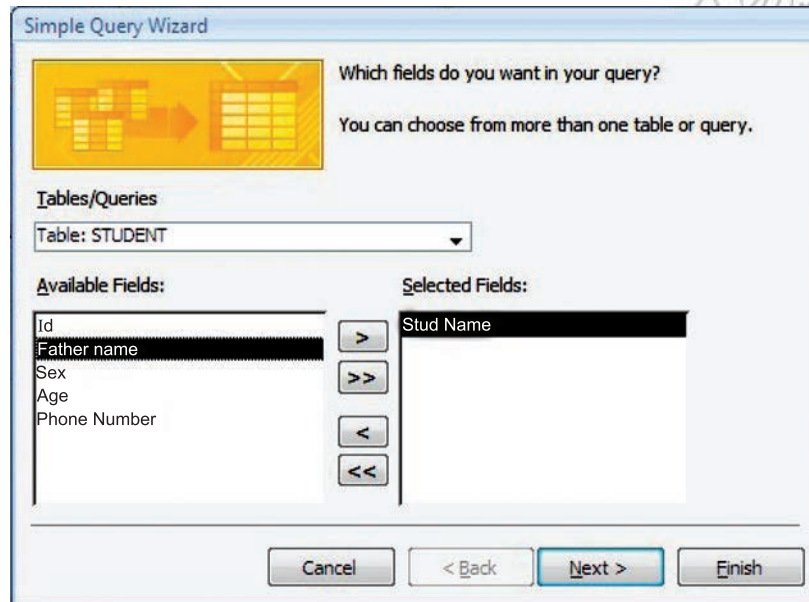 Simple Query Wizard
Which fields do you want in your query?
You can choose from more than one table or query.
Tables/Queries
Table: STUDENT
Available Fields:
Selected Fields:
Id
Father name
Sex
Age
Phone Number
>
>>
<
<<
Stud Name
Cancel
< Back
Next >
Finish